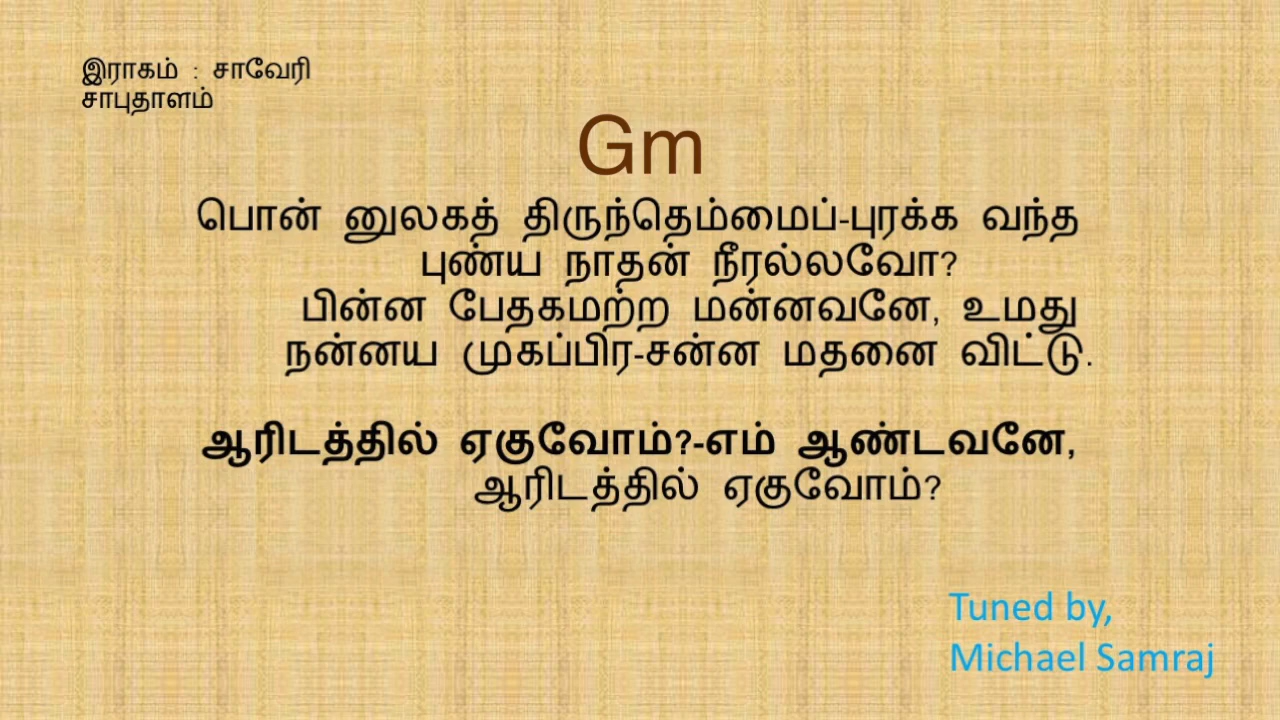 இராகம் : சாவேரி
சாபுதாளம்
Gm
பொன் னுலகத் திருந்தெம்மைப்-புரக்க வந்த
புண்ய நாதன் நீரல்லவோ?
பின்ன பேதகமற்ற மன்னவனே, உமது
நன்னய முகப்பிர-சன்ன மதனை விட்டு.
ஆரிடத்தில் ஏகுவோம்?-எம் ஆண்டவனே,
ஆரிடத்தில் ஏகுவோம்?
Tuned by,
Michael Samraj